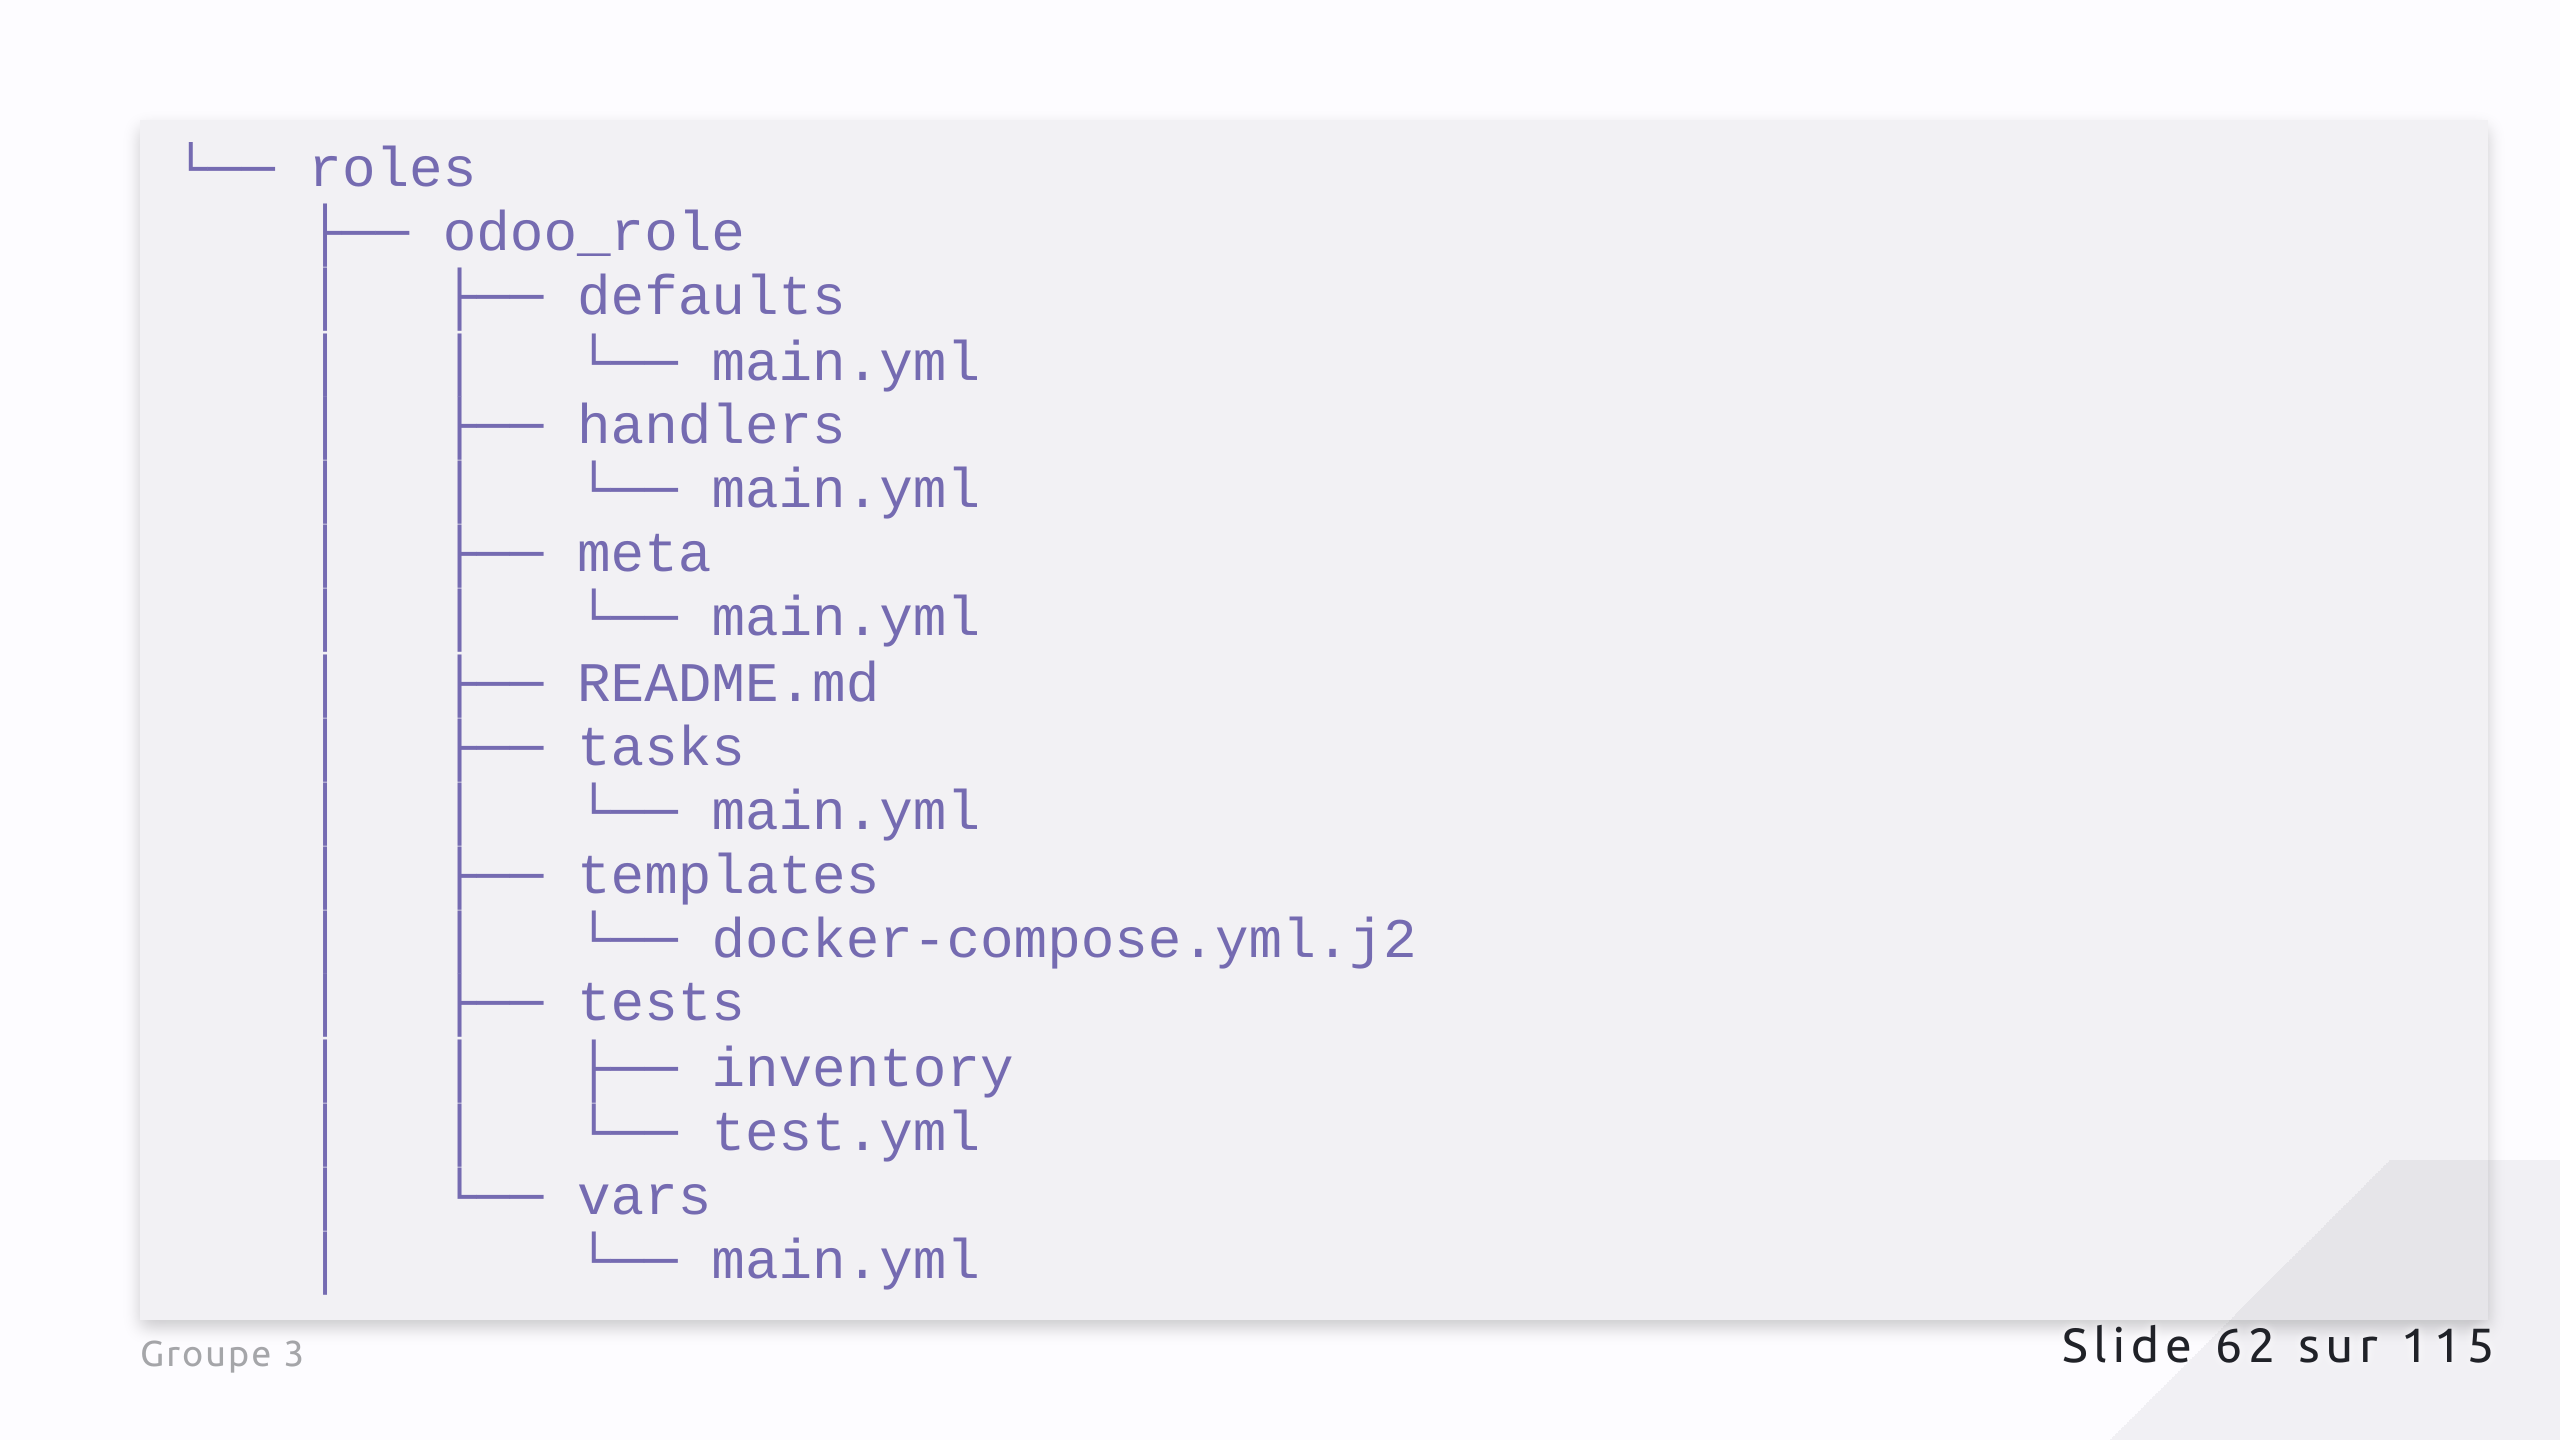 └── roles
    ├── odoo_role
    │   ├── defaults
    │   │   └── main.yml
    │   ├── handlers
    │   │   └── main.yml
    │   ├── meta
    │   │   └── main.yml
    │   ├── README.md
    │   ├── tasks
    │   │   └── main.yml
    │   ├── templates
    │   │   └── docker-compose.yml.j2
    │   ├── tests
    │   │   ├── inventory
    │   │   └── test.yml
    │   └── vars
    │       └── main.yml
Groupe 3
Slide 62 sur 115